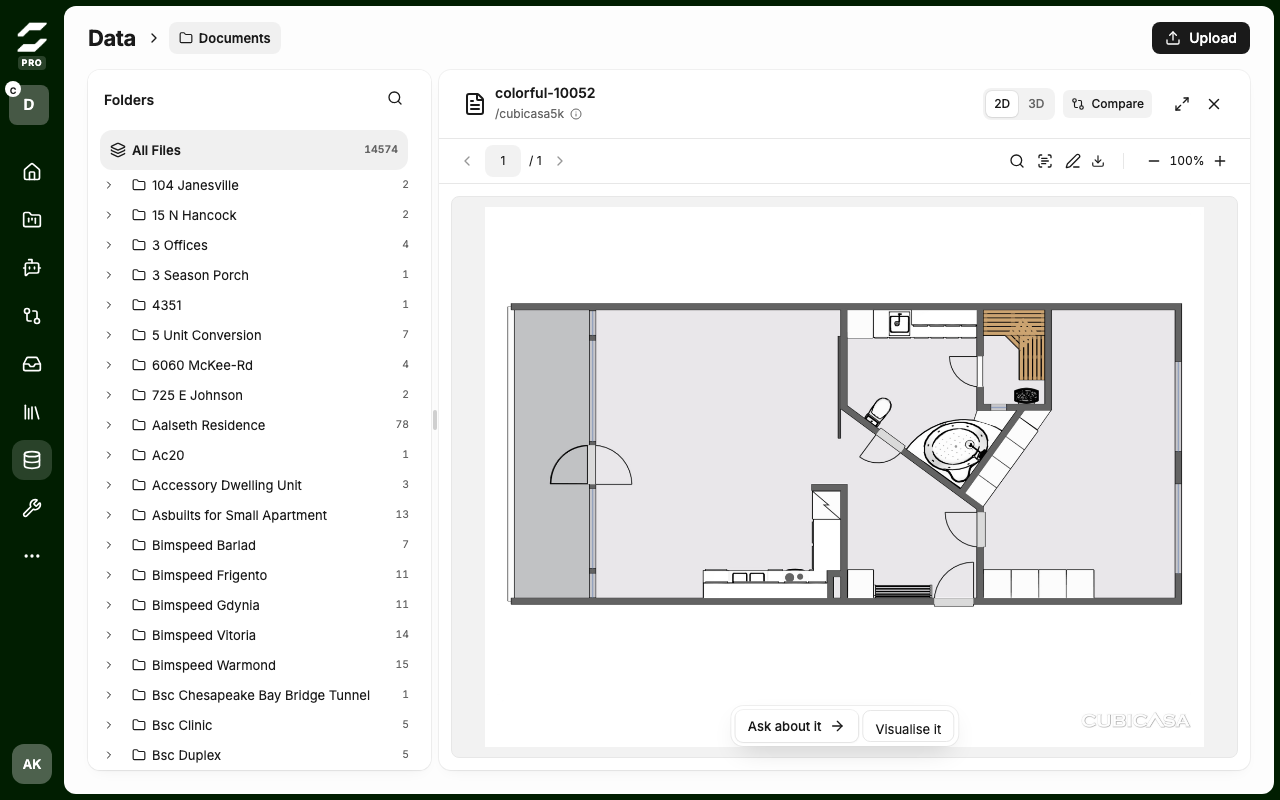 PRO
C
D
AK
Data
Documents
Upload
Folders
All Files 14574
104 Janesville 2
15 N Hancock 2
3 Offices 4
3 Season Porch 1
4351 1
5 Unit Conversion 7
6060 McKee-Rd 4
725 E Johnson 2
Aalseth Residence 78
Ac20 1
Accessory Dwelling Unit 3
Asbuilts for Small Apartment 13
Bimspeed Barlad 7
Bimspeed Frigento 11
Bimspeed Gdynia 11
Bimspeed Vitoria 14
Bimspeed Warmond 15
Bsc Chesapeake Bay Bridge Tunnel 1
Bsc Clinic 5
Bsc Duplex 5
colorful-10052
/cubicasa5k
2D 3D
Compare
1 / 1
100%
Ask about it
Visualise it
CUBICASA